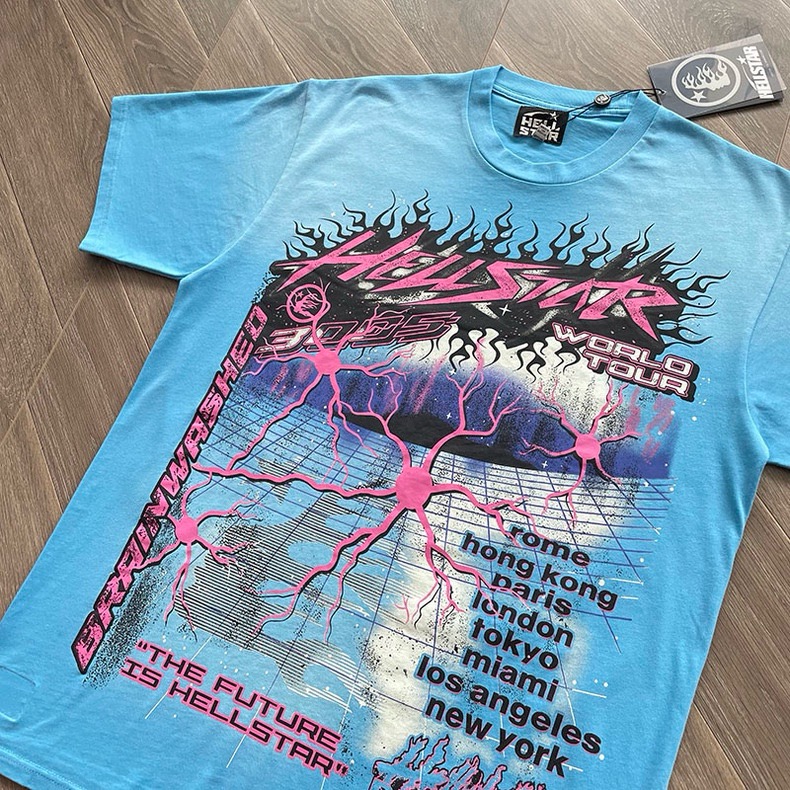 HELLSTAR
HELL
STAR
HELLSTAR
3005
WORLD
TOUR
BRAINWASHED
rome
hong kong
paris
london
tokyo
miami
los angeles
new york
"THE FUTURE
IS HELLSTAR"